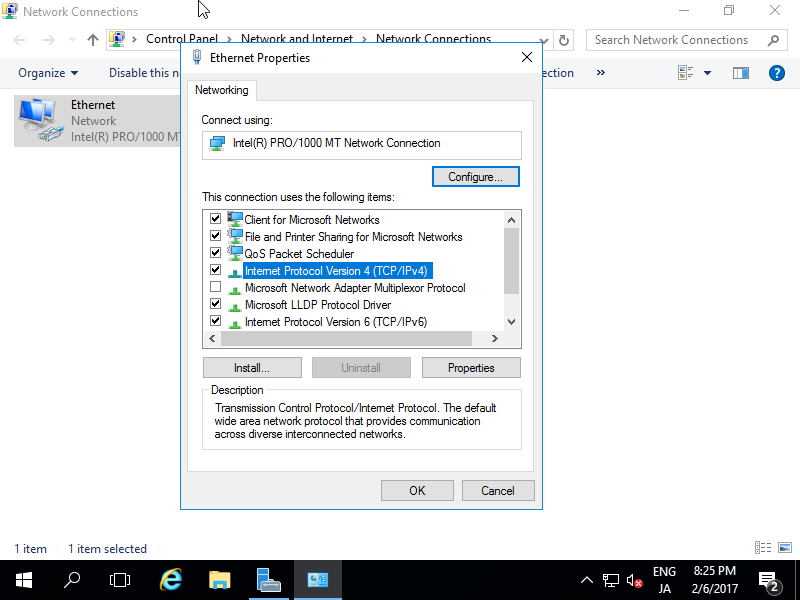 Network Connections
Control Panel
Network and Internet
Network Connections
Search Network Connections
Organize
Disable this n
ection
»
Ethernet
Network
Intel(R) PRO/1000 MT
Ethernet Properties
Networking
Connect using:
Intel(R) PRO/1000 MT Network Connection
Configure...
This connection uses the following items:
Client for Microsoft Networks
File and Printer Sharing for Microsoft Networks
QoS Packet Scheduler
Internet Protocol Version 4 (TCP/IPv4)
Microsoft Network Adapter Multiplexor Protocol
Microsoft LLDP Protocol Driver
Internet Protocol Version 6 (TCP/IPv6)
Install...
Uninstall
Properties
Description
Transmission Control Protocol/Internet Protocol. The default
wide area network protocol that provides communication
across diverse interconnected networks.
OK
Cancel
1 item
1 item selected
ENG
JA
8:25 PM
2/6/2017
2